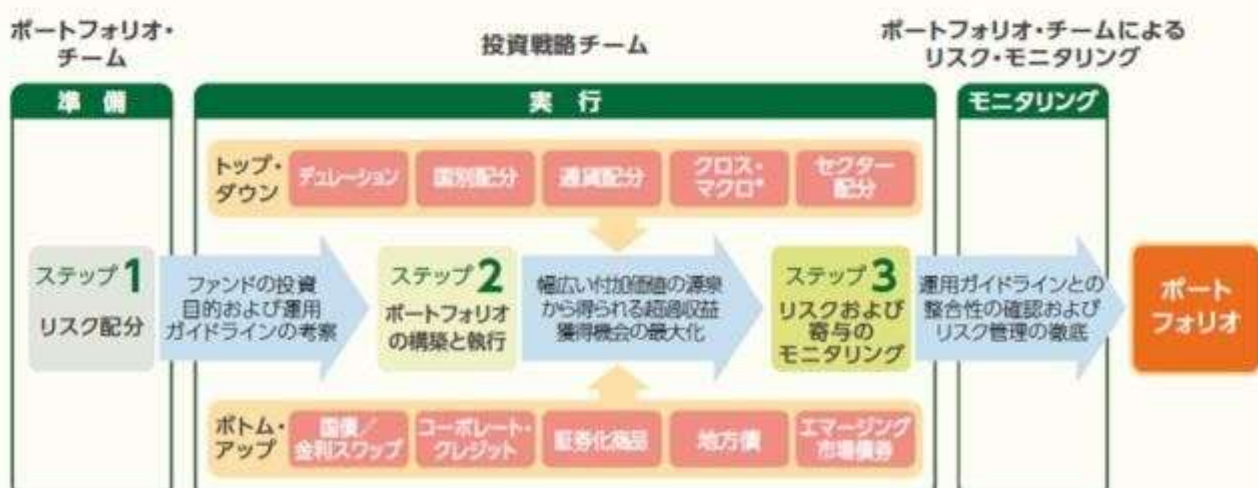 ポートフォリオ・
チーム
投資戦略チーム
ポートフォリオ・チームによる
リスク・モニタリング
準 備
実 行
モニタリング
トップ・
ダウン
デュレーション
国別配分
通貨配分
クロス・
マクロ*
セクター
配分
ステップ1
リスク配分
ファンドの投資
目的および運用
ガイドラインの考察
ステップ2
ポートフォリオ
の構築と執行
幅広い付加価値の源泉
から得られる超過収益
獲得機会の最大化
ステップ3
リスクおよび
寄与の
モニタリング
運用ガイドラインとの
整合性の確認および
リスク管理の徹底
ポート
フォリオ
ボトム・
アップ
国債／
金利スワップ
コーポレート・
クレジット
証券化商品
地方債
エマージング
市場債券